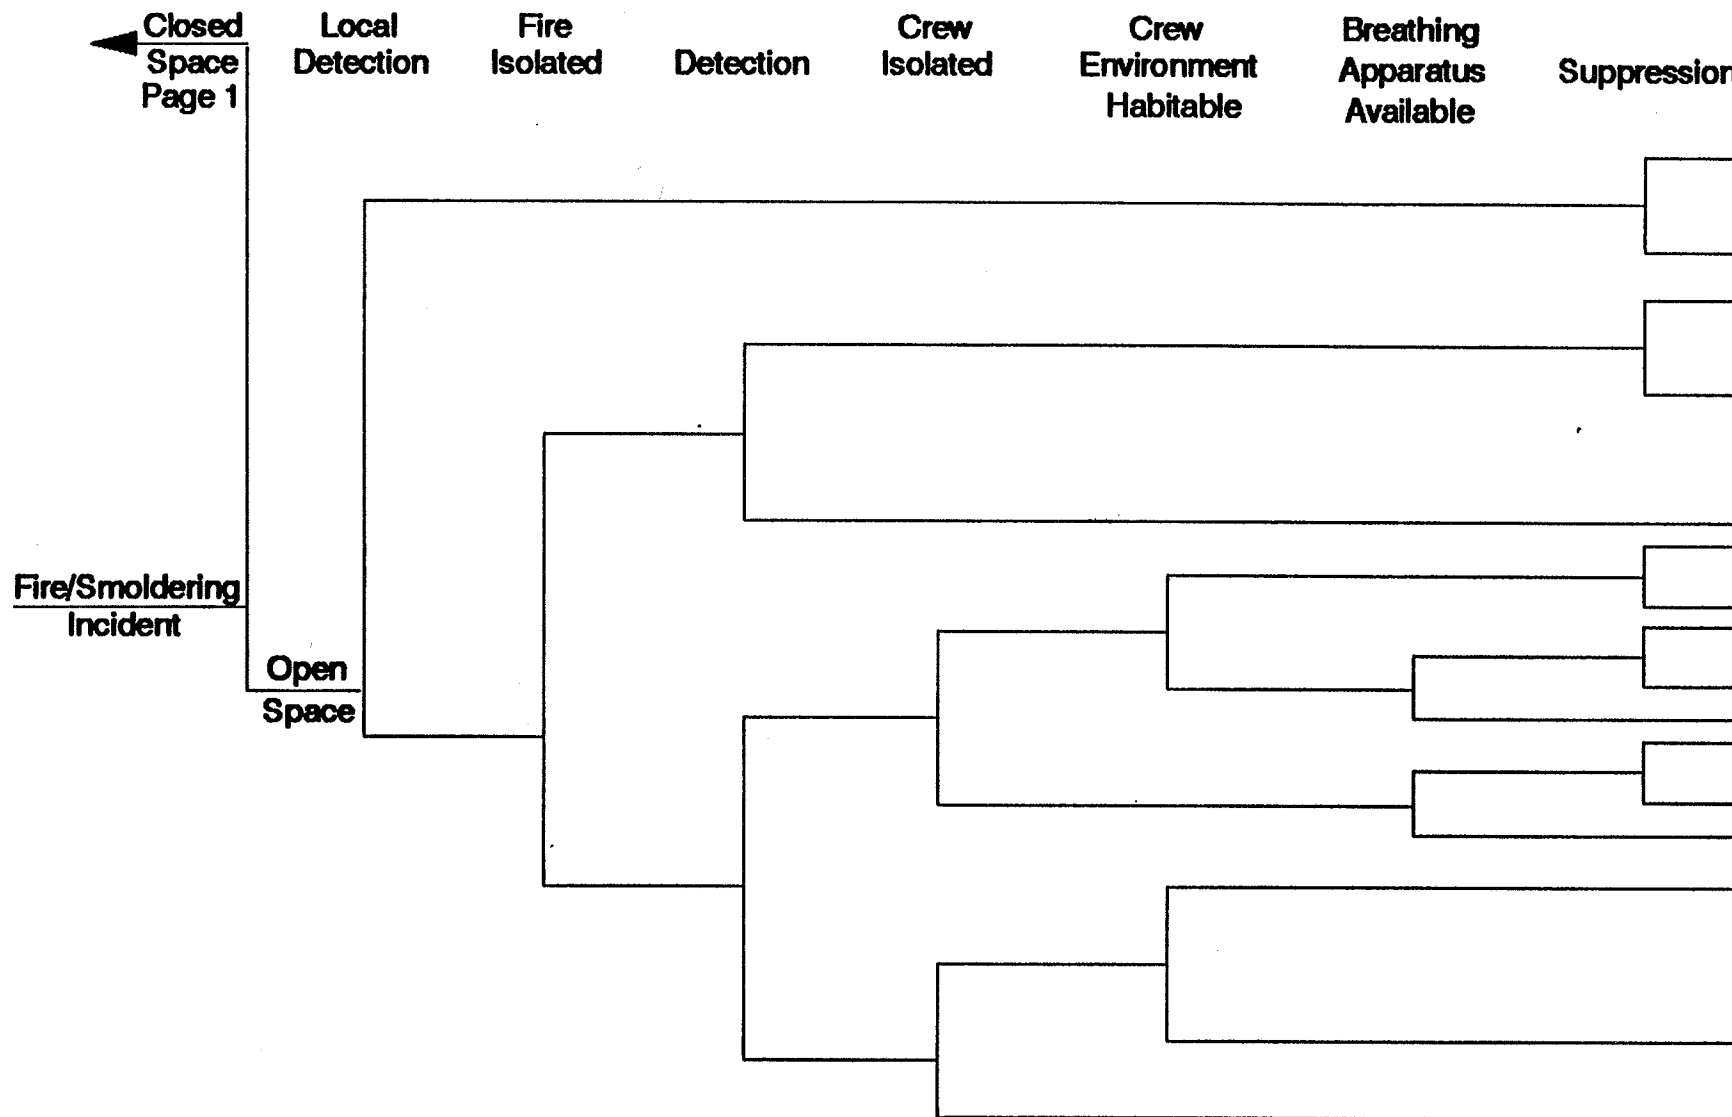 Closed
Space
Page 1
Local
Detection
Fire
Isolated
Detection
Crew
Isolated
Crew
Environment
Habitable
Breathing
Apparatus
Available
Suppression
Fire/Smoldering
Incident
Open
Space